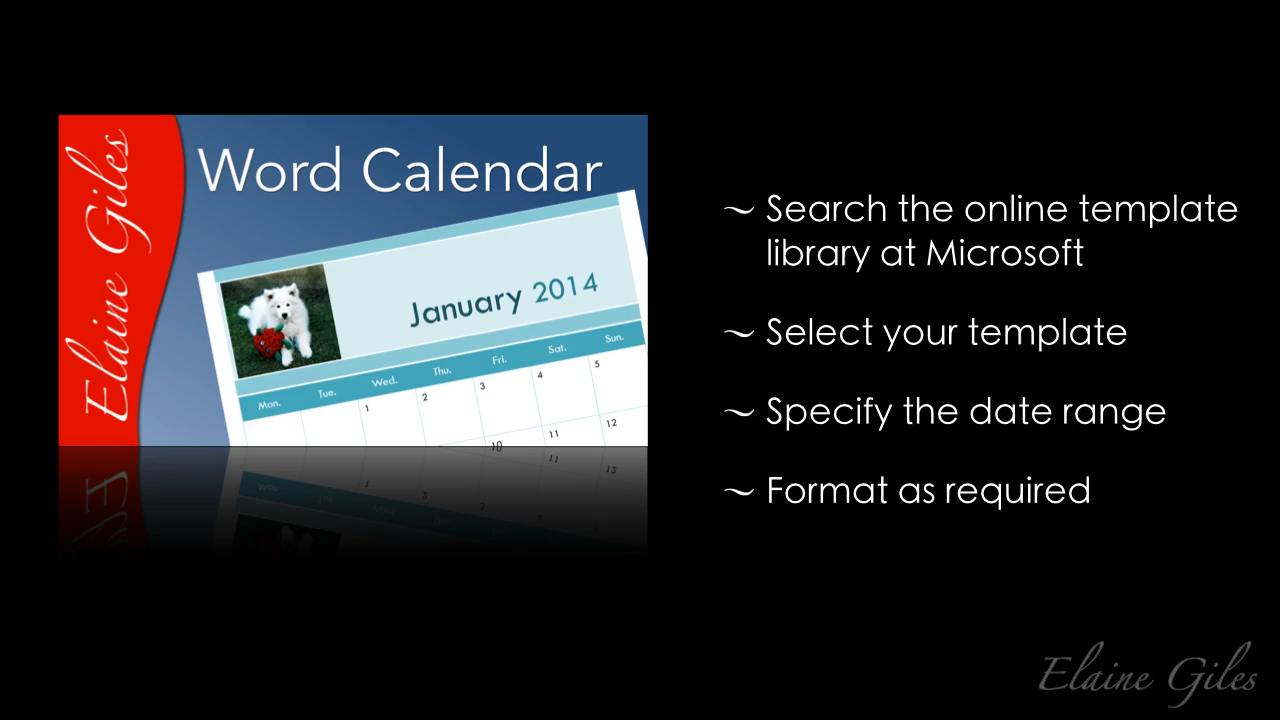 Elaine Giles
Word Calendar
January 2014
Mon. Tue. Wed. Thu. Fri. Sat. Sun.
1 2 3 4 5
10 11 12
~ Search the online template
library at Microsoft
~ Select your template
~ Specify the date range
~ Format as required
Elaine Giles